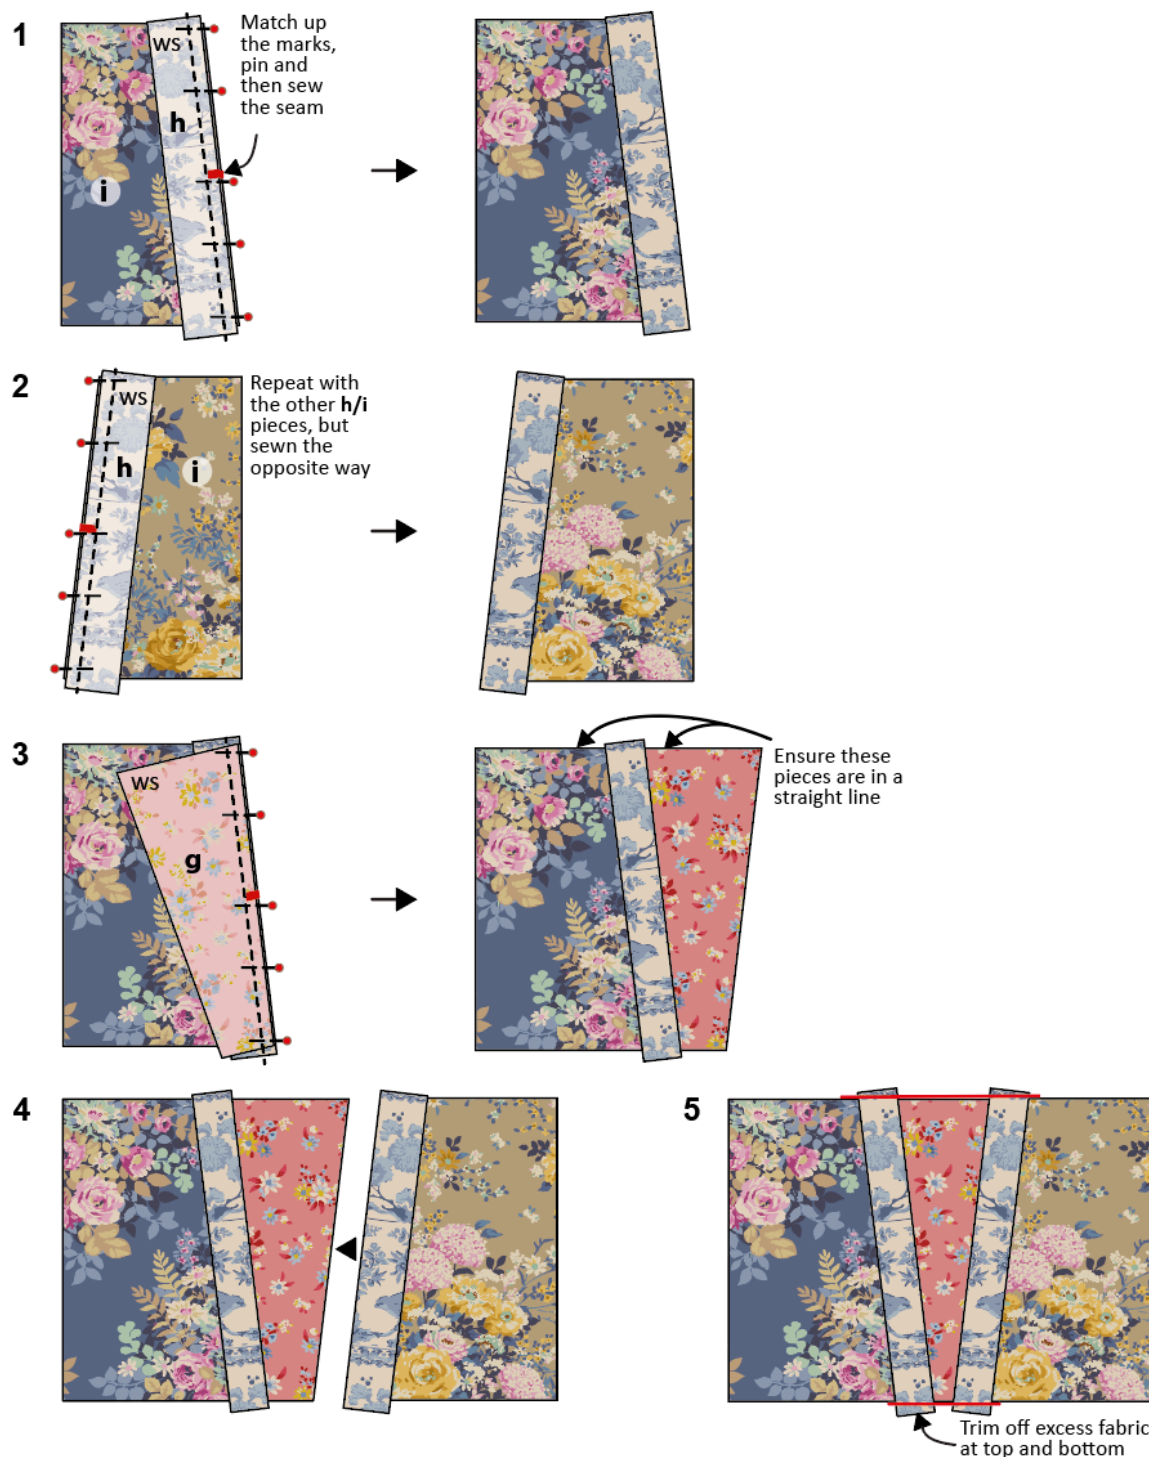 1
WS
h
i
Match up
the marks,
pin and
then sew
the seam
2
WS
h
i
Repeat with
the other h/i
pieces, but
sewn the
opposite way
3
WS
g
Ensure these
pieces are in a
straight line
4
5
Trim off excess fabric
at top and bottom